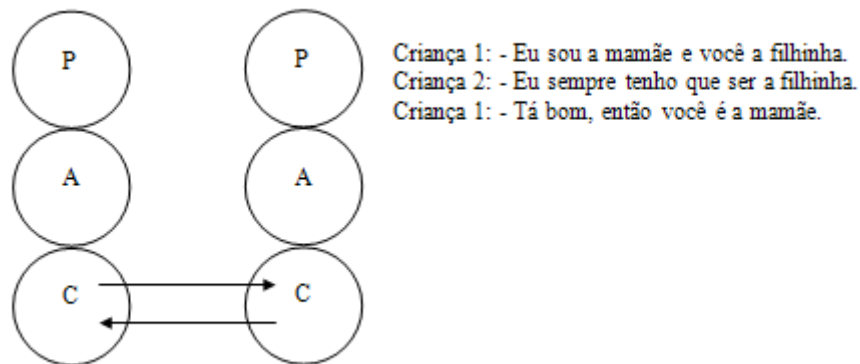 P P
Criança 1: - Eu sou a mamãe e você a filhinha.
Criança 2: - Eu sempre tenho que ser a filhinha.
Criança 1: - Tá bom, então você é a mamãe.
A A
C C